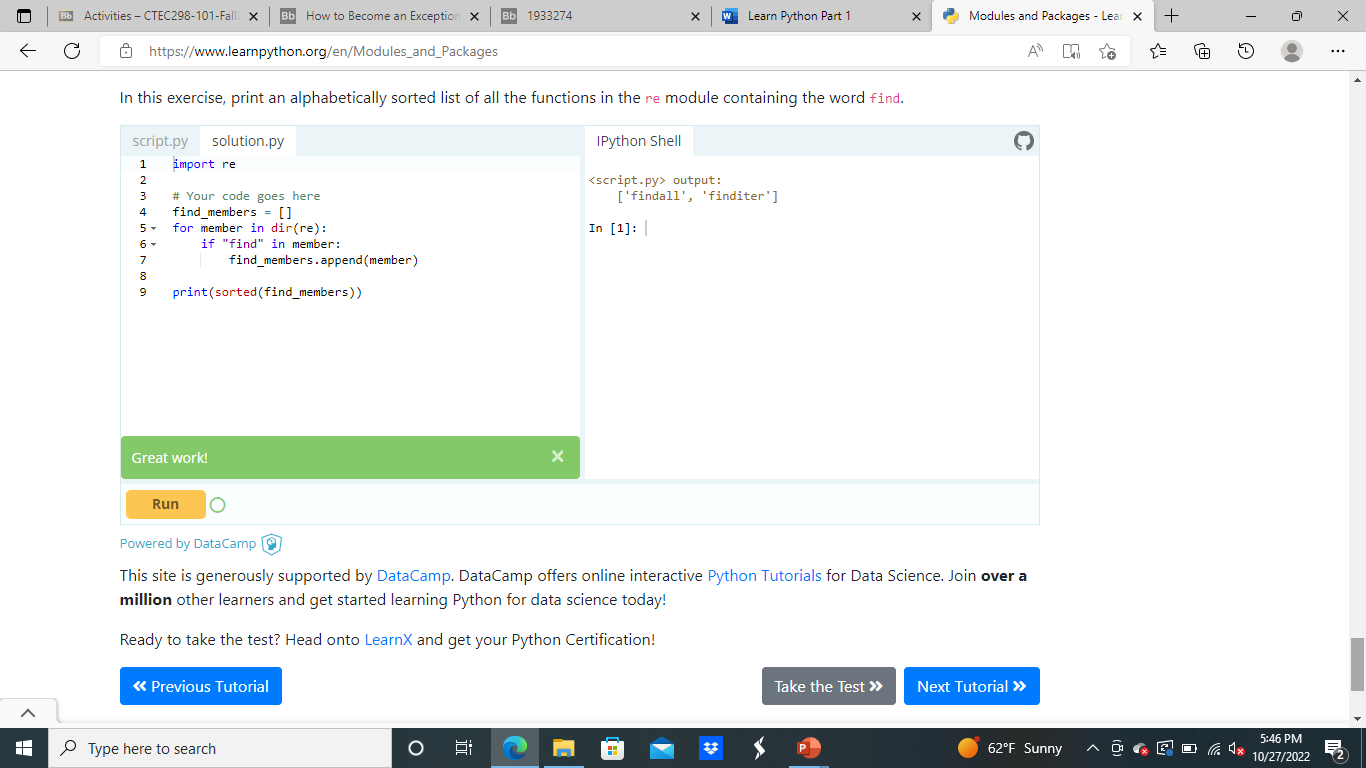 Activities – CTEC298-101-Fall
How to Become an Exception
1933274
Learn Python Part 1
Modules and Packages - Lear
https://www.learnpython.org/en/Modules_and_Packages
In this exercise, print an alphabetically sorted list of all the functions in the re module containing the word find.
script.py solution.py
1 import re
2
3 # Your code goes here
4 find_members = []
5 for member in dir(re):
6 if "find" in member:
7 find_members.append(member)
8
9 print(sorted(find_members))
IPython Shell
<script.py> output:
['findall', 'finditer']
In [1]:
Great work!
Run
Powered by DataCamp
This site is generously supported by DataCamp. DataCamp offers online interactive Python Tutorials for Data Science. Join over a
million other learners and get started learning Python for data science today!
Ready to take the test? Head onto LearnX and get your Python Certification!
Previous Tutorial
Take the Test
Next Tutorial
Type here to search
62°F Sunny
5:46 PM
10/27/2022
2